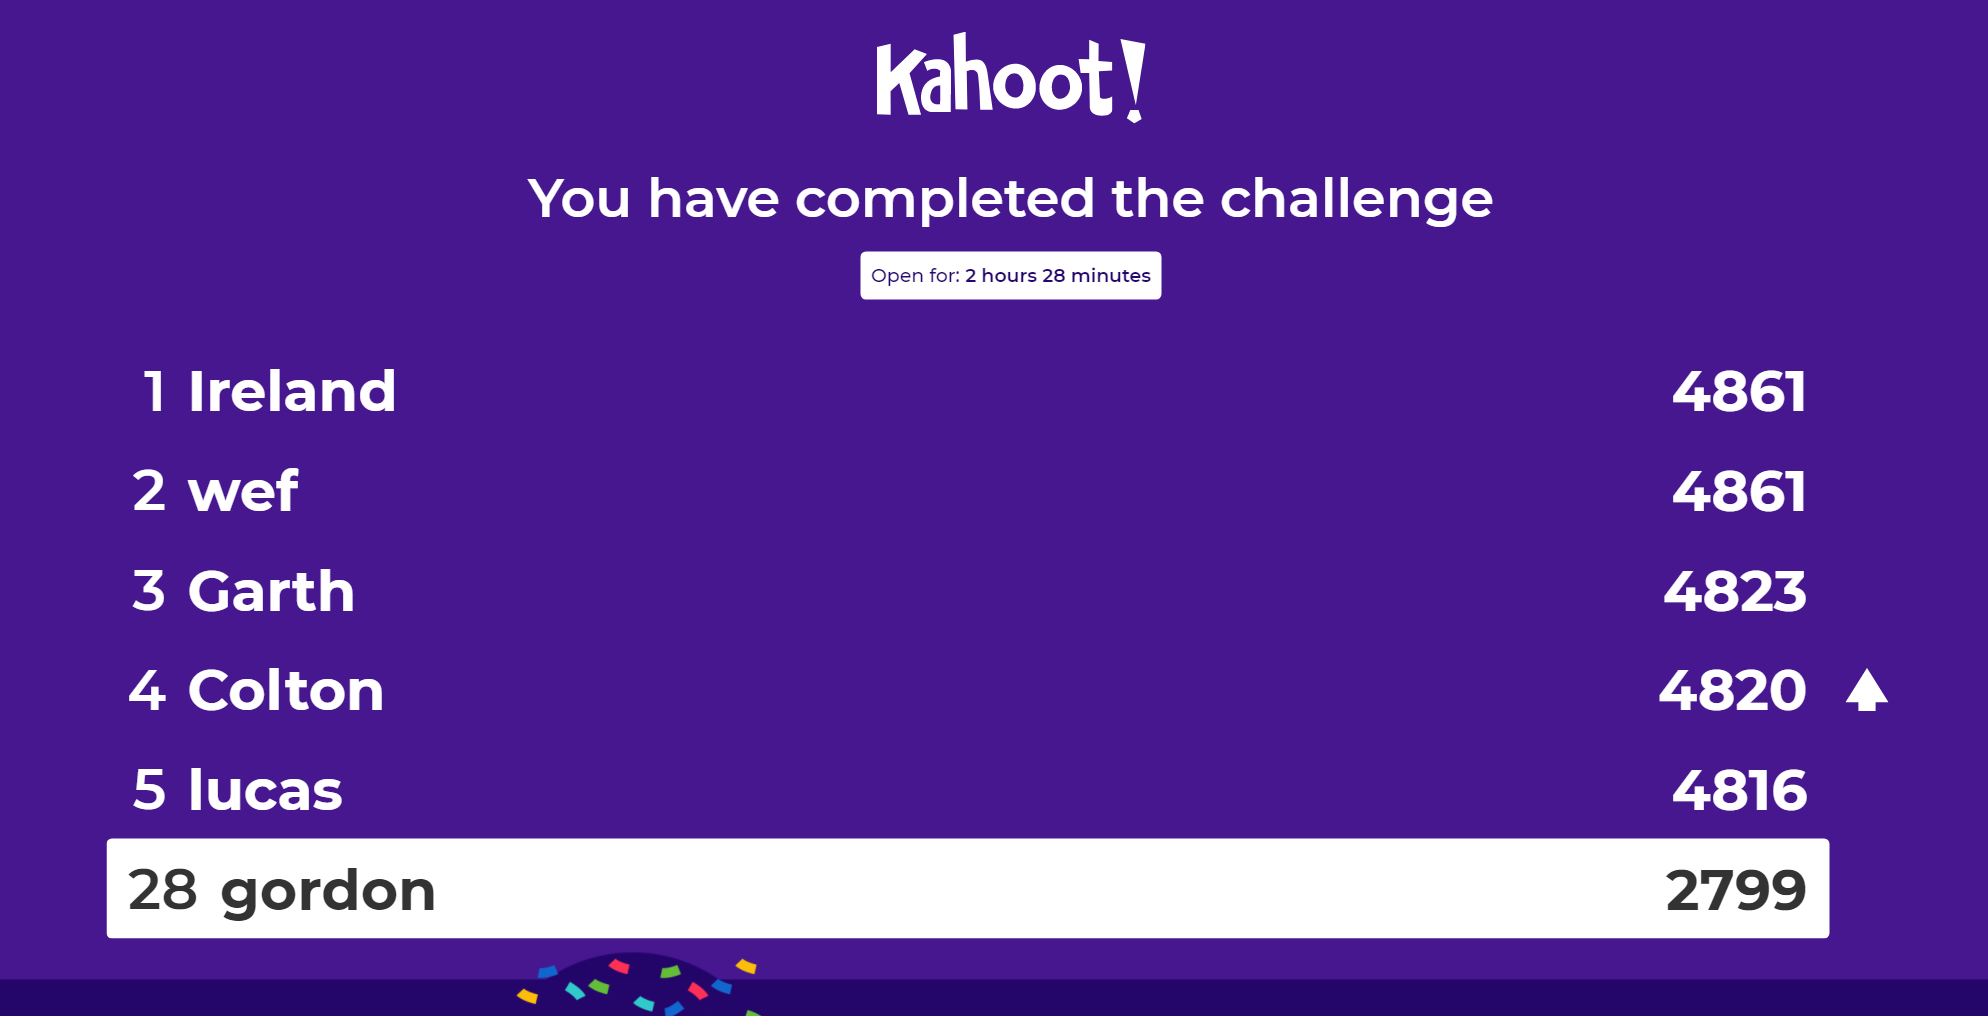 Kahoot!
You have completed the challenge
Open for: 2 hours 28 minutes
1 Ireland 4861
2 wef 4861
3 Garth 4823
4 Colton 4820
5 lucas 4816
28 gordon 2799